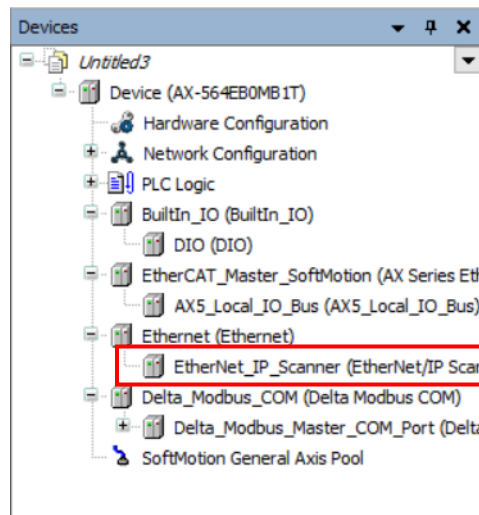 Devices
Untitled3
Device (AX-564EB0MB1T)
Hardware Configuration
Network Configuration
PLC Logic
BuiltIn_IO (BuiltIn_IO)
DIO (DIO)
EtherCAT_Master_SoftMotion (AX Series Eth
AX5_Local_IO_Bus (AX5_Local_IO_Bus)
Ethernet (Ethernet)
EtherNet_IP_Scanner (EtherNet/IP Scan
Delta_Modbus_COM (Delta Modbus COM)
Delta_Modbus_Master_COM_Port (Delta
SoftMotion General Axis Pool